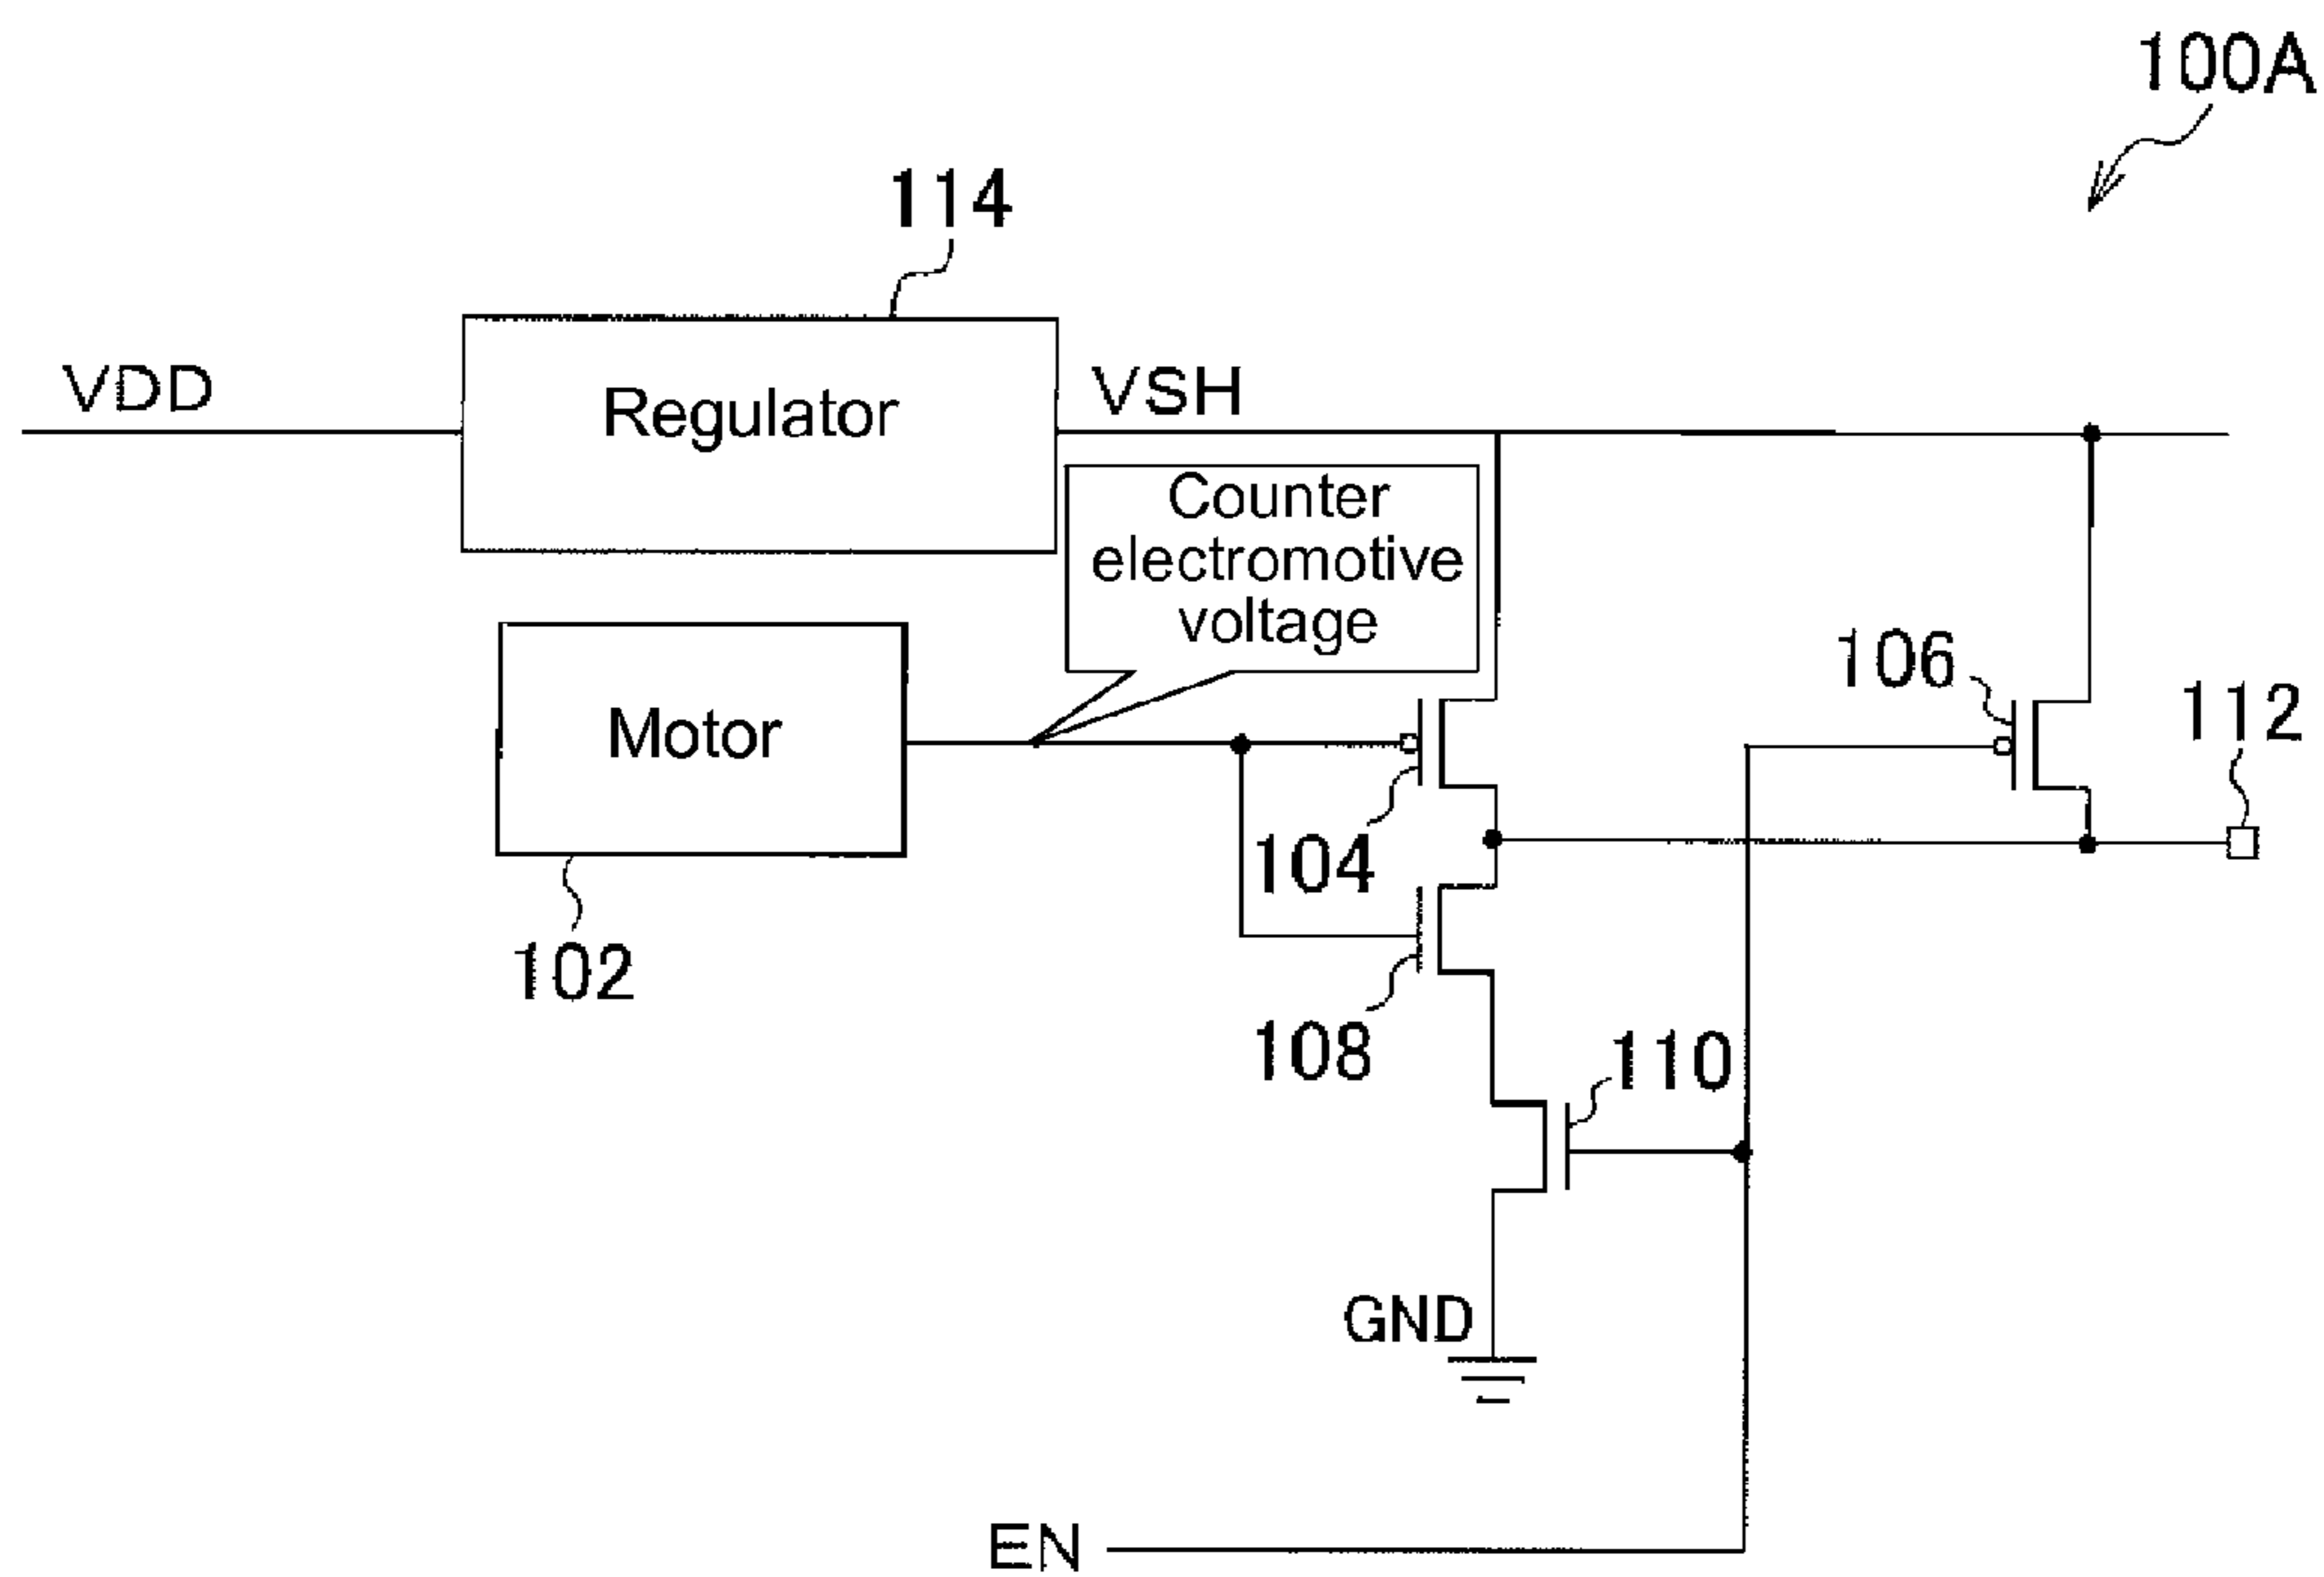 100A
114
VDD
Regulator
VSH
Counter
electromotive
voltage
106
112
Motor
104
102
108
110
GND
EN